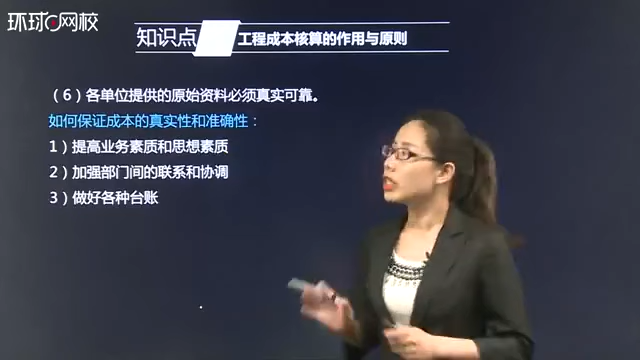 环球网校
知识点 工程成本核算的作用与原则
（6）各单位提供的原始资料必须真实可靠。
如何保证成本的真实性和准确性：
1）提高业务素质和思想素质
2）加强部门间的联系和协调
3）做好各种台账